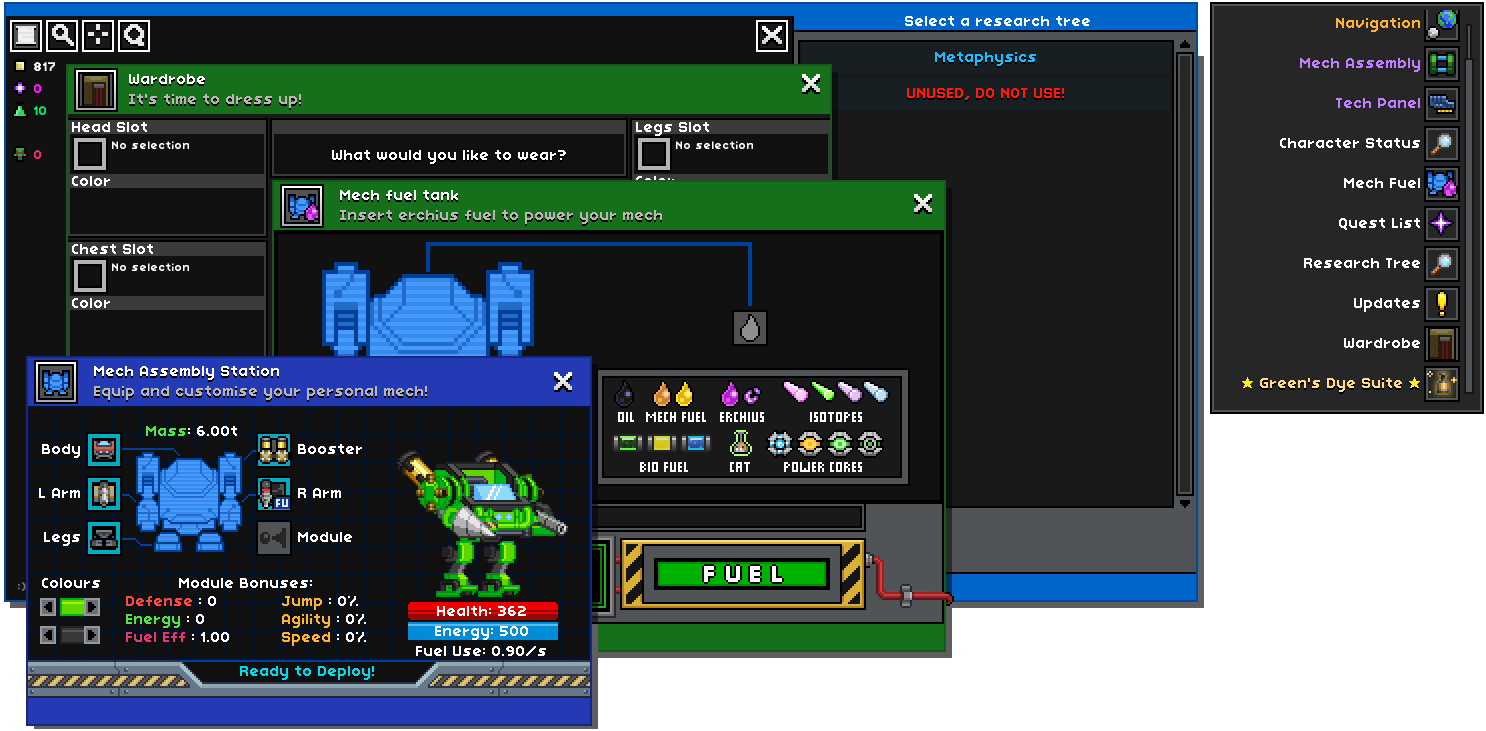 Select a research tree
Metaphysics
UNUSED, DO NOT USE!
817
0
10
0
Wardrobe
It's time to dress up!
Head Slot
No selection
Color
What would you like to wear?
Legs Slot
No selection
Color
Chest Slot
No selection
Color
Mech fuel tank
Insert erchius fuel to power your mech
OIL
MECH FUEL
ERCHIUS
ISOTOPES
BIO FUEL
CAT
POWER CORES
FUEL
Mech Assembly Station
Equip and customise your personal mech!
Mass: 6.00t
Body
Booster
L Arm
R Arm
FU
Legs
Module
Colours
Module Bonuses:
Defense : 0
Jump : 0%
Energy : 0
Agility : 0%
Fuel Eff : 1.00
Speed : 0%
Health: 362
Energy: 500
Fuel Use: 0.90/s
Ready to Deploy!
Navigation
Mech Assembly
Tech Panel
Character Status
Mech Fuel
Quest List
Research Tree
Updates
Wardrobe
★ Green's Dye Suite ★